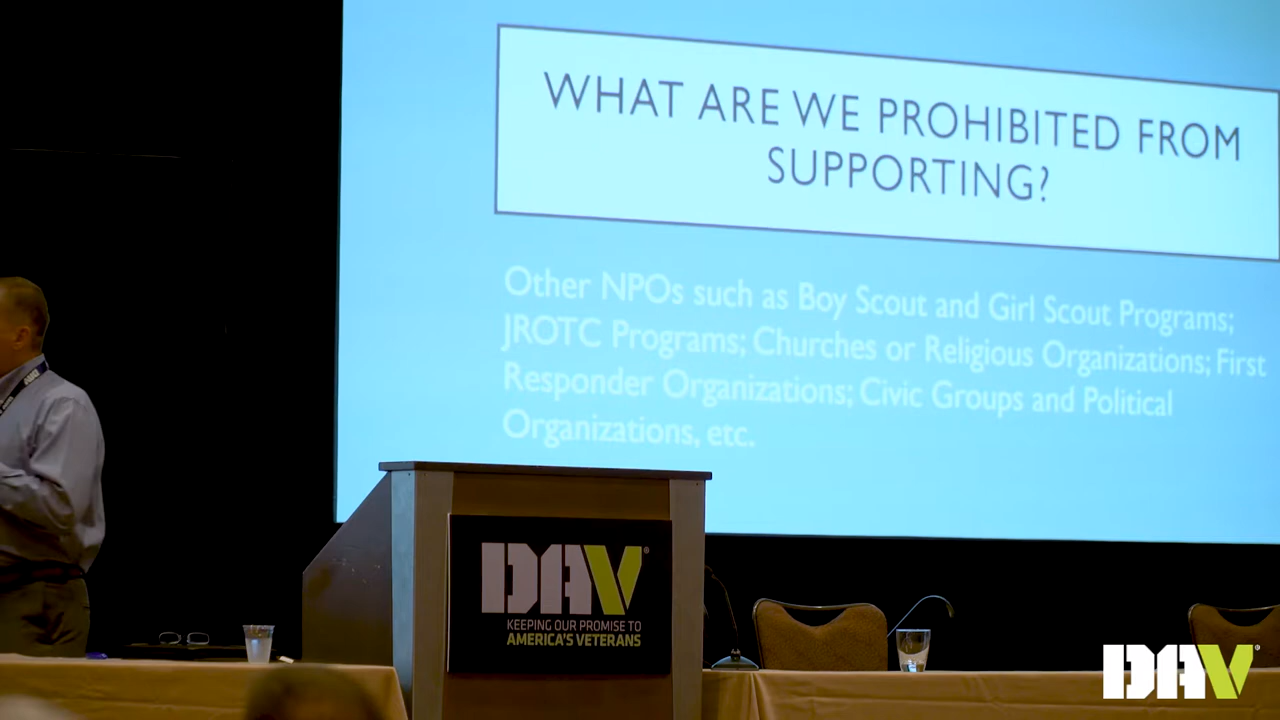 WHAT ARE WE PROHIBITED FROM
SUPPORTING?
Other NPOs such as Boy Scout and Girl Scout Programs;
JROTC Programs; Churches or Religious Organizations; First
Responder Organizations; Civic Groups and Political
Organizations, etc.
DAV®
KEEPING OUR PROMISE TO
AMERICA'S VETERANS
DAV®